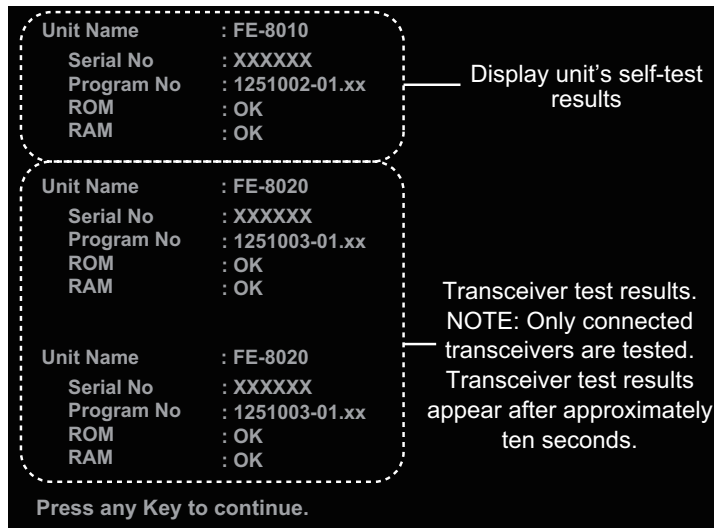 Unit Name : FE-8010
Serial No : XXXXXX
Program No : 1251002-01.xx
ROM : OK
RAM : OK
Display unit's self-test
results
Unit Name : FE-8020
Serial No : XXXXXX
Program No : 1251003-01.xx
ROM : OK
RAM : OK
Unit Name : FE-8020
Serial No : XXXXXX
Program No : 1251003-01.xx
ROM : OK
RAM : OK
Transceiver test results.
NOTE: Only connected
transceivers are tested.
Transceiver test results
appear after approximately
ten seconds.
Press any Key to continue.